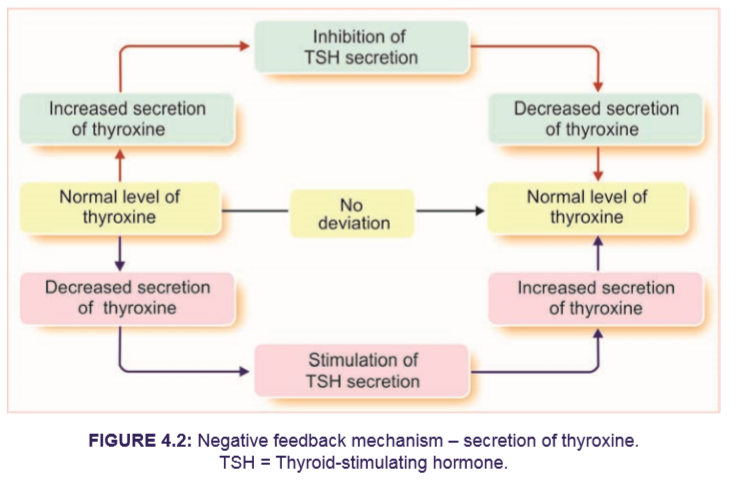 Inhibition of
TSH secretion
Increased secretion
of thyroxine
Decreased secretion
of thyroxine
Normal level of
thyroxine
No
deviation
Normal level of
thyroxine
Decreased secretion
of thyroxine
Increased secretion
of thyroxine
Stimulation of
TSH secretion
FIGURE 4.2: Negative feedback mechanism – secretion of thyroxine.
TSH = Thyroid-stimulating hormone.